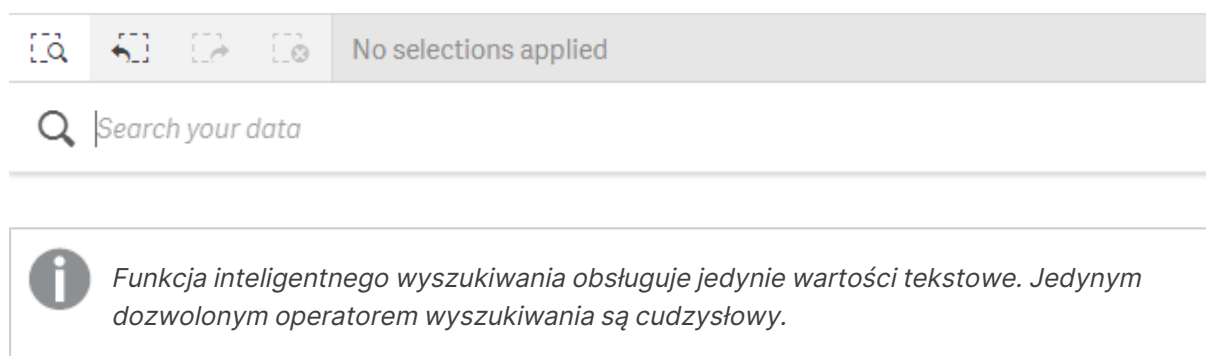 No selections applied
Search your data
Funkcja inteligentnego wyszukiwania obsługuje jedynie wartości tekstowe. Jedynym
dozwolonym operatorem wyszukiwania są cudzysłowy.